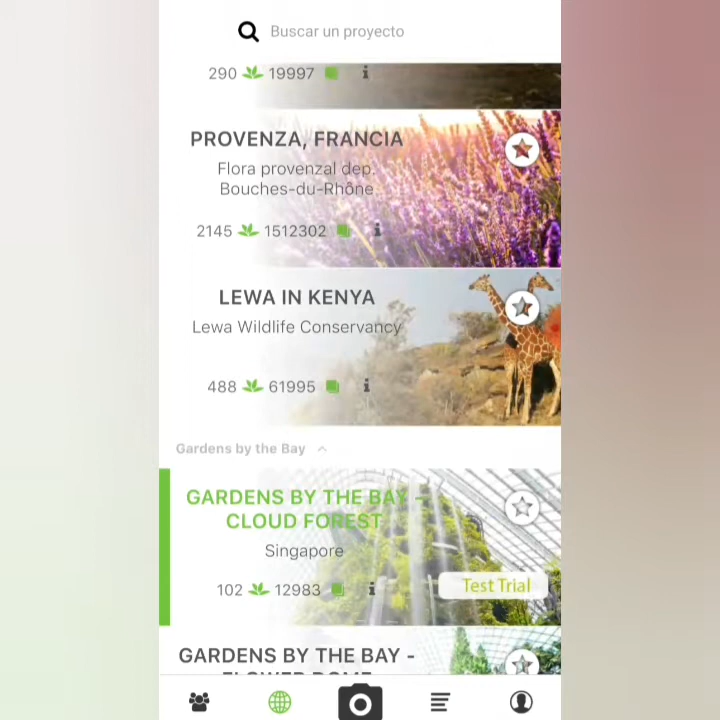 Buscar un proyecto
290 19997
PROVENZA, FRANCIA
Flora provenzal dep.
Bouches-du-Rhône
2145 1512302
LEWA IN KENYA
Lewa Wildlife Conservancy
488 61995
Gardens by the Bay
GARDENS BY THE BAY -
CLOUD FOREST
Singapore
102 12983
Test Trial
GARDENS BY THE BAY -
FLOWER DOME